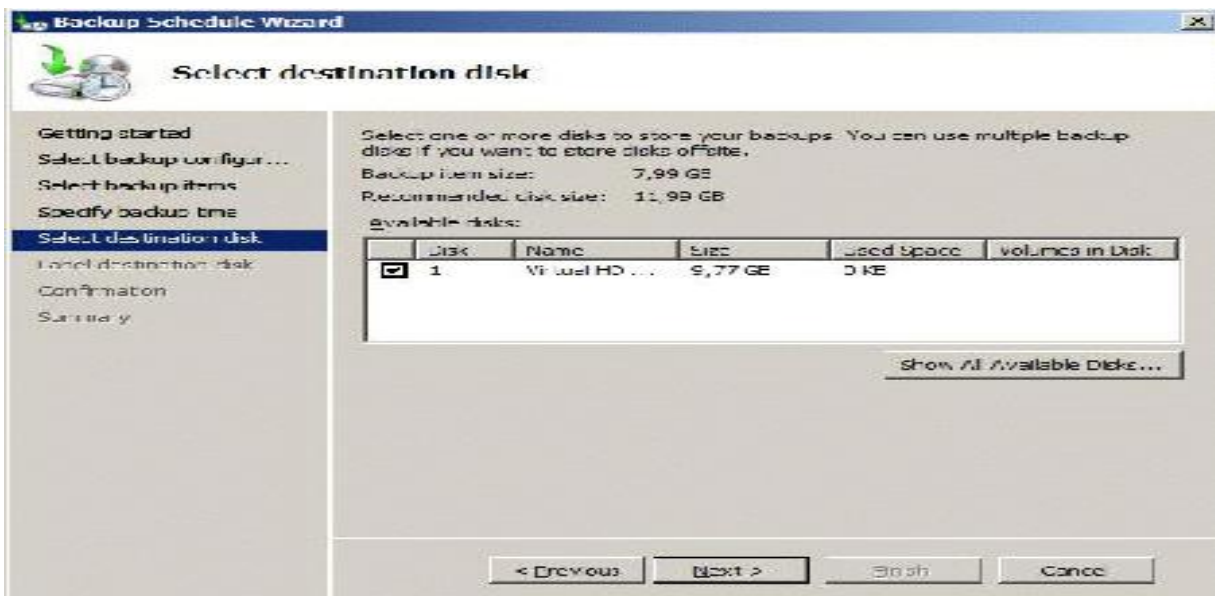 Backup Schedule Wizard
Select destination disk
Getting started
Select backup configur...
Select backup items
Specify backup time
Select destination disk
Label destination disk
Confirmation
Summary
Select one or more disks to store your backups. You can use multiple backup
disks if you want to store disks offsite.
Backup item size: 7,99 GB
Recommended disk size: 11,99 GB
Available disks:
Disk Name Size Used Space Volumes in Disk
1 Virtual HD ... 9,77 GB 0 KB
Show All Available Disks...
< Previous Next > Finish Cancel